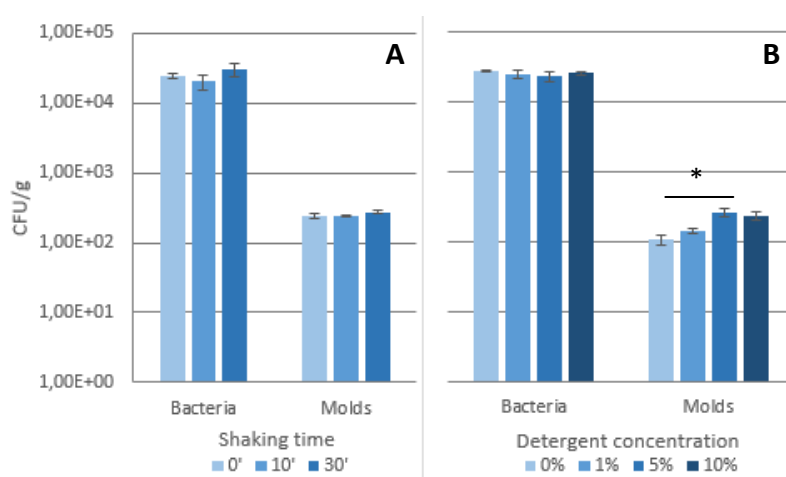 1,00E+05
1,00E+04
1,00E+03
1,00E+02
1,00E+01
1,00E+00
CFU/g
A
Bacteria Molds
Shaking time
0' 10' 30'
B
*
Bacteria Molds
Detergent concentration
0% 1% 5% 10%